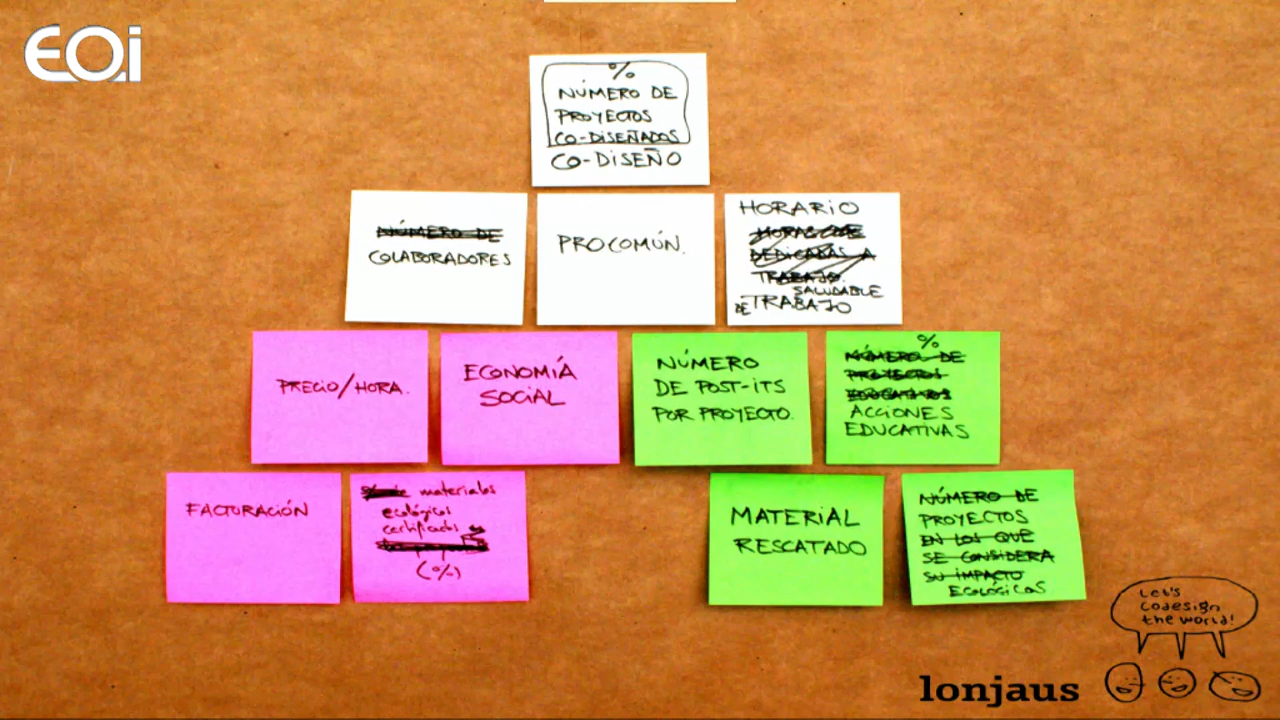 EOi
%
NÚMERO DE
PROYECTOS
CO-DISEÑADOS
CO-DISEÑO
NÚMERO DE
COLABORADORES
PROCOMÚN.
HORARIO
HORAS QUE
DEDICADAS A
TRABAJO.
SALUDABLE
DE TRABAJO
PRECIO/HORA.
ECONOMÍA
SOCIAL
NÚMERO
DE POST-ITS
POR PROYECTO.
%
NÚMERO DE
PROYECTOS
EDUCATIVOS
ACCIONES
EDUCATIVAS
FACTURACIÓN
materiales
ecológicos
certificados
(%)
MATERIAL
RESCATADO
NÚMERO DE
PROYECTOS
EN LOS QUE
SE CONSIDERA
SU IMPACTO
ECOLÓGICOS
Let's
codesign
the world!
lonjaus